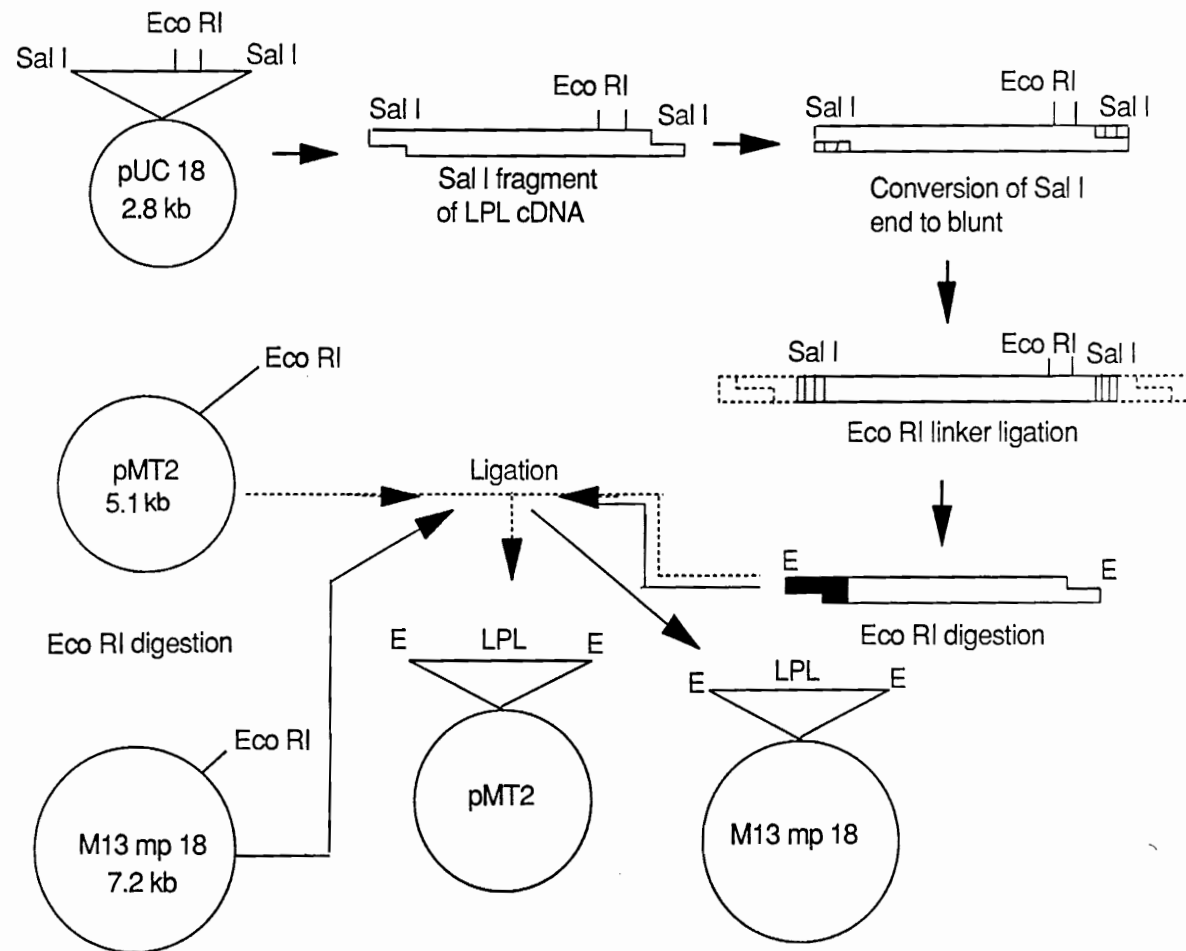 Eco RI
Sal I
Sal I
pUC 18
2.8 kb
Sal I
Eco RI
Sal I
Sal I fragment
of LPL cDNA
Eco RI
Sal I
Sal I
Conversion of Sal I
end to blunt
Sal I
Eco RI
Sal I
Eco RI linker ligation
Eco RI
pMT2
5.1 kb
Ligation
E
E
Eco RI digestion
Eco RI digestion
E
LPL
E
pMT2
E
LPL
E
M13 mp 18
Eco RI
M13 mp 18
7.2 kb